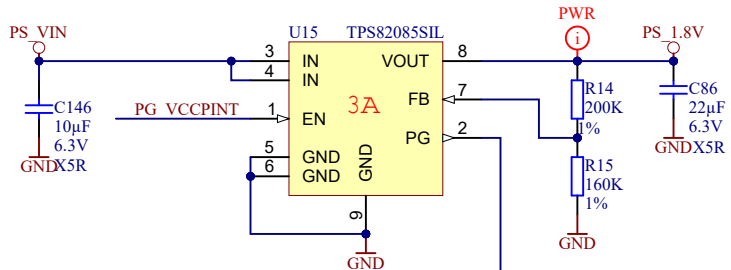 PWR
i
U15 TPS82085SIL
PS_VIN
PS_1.8V
3 IN
4 IN
VOUT 8
C146
10µF
6.3V
X5R
GND
PG_VCCPINT
1 EN
3A
FB 7
PG 2
R14
200K
1%
C86
22µF
6.3V
X5R
GND
5 GND
6 GND
GND
9
R15
160K
1%
GND
GND